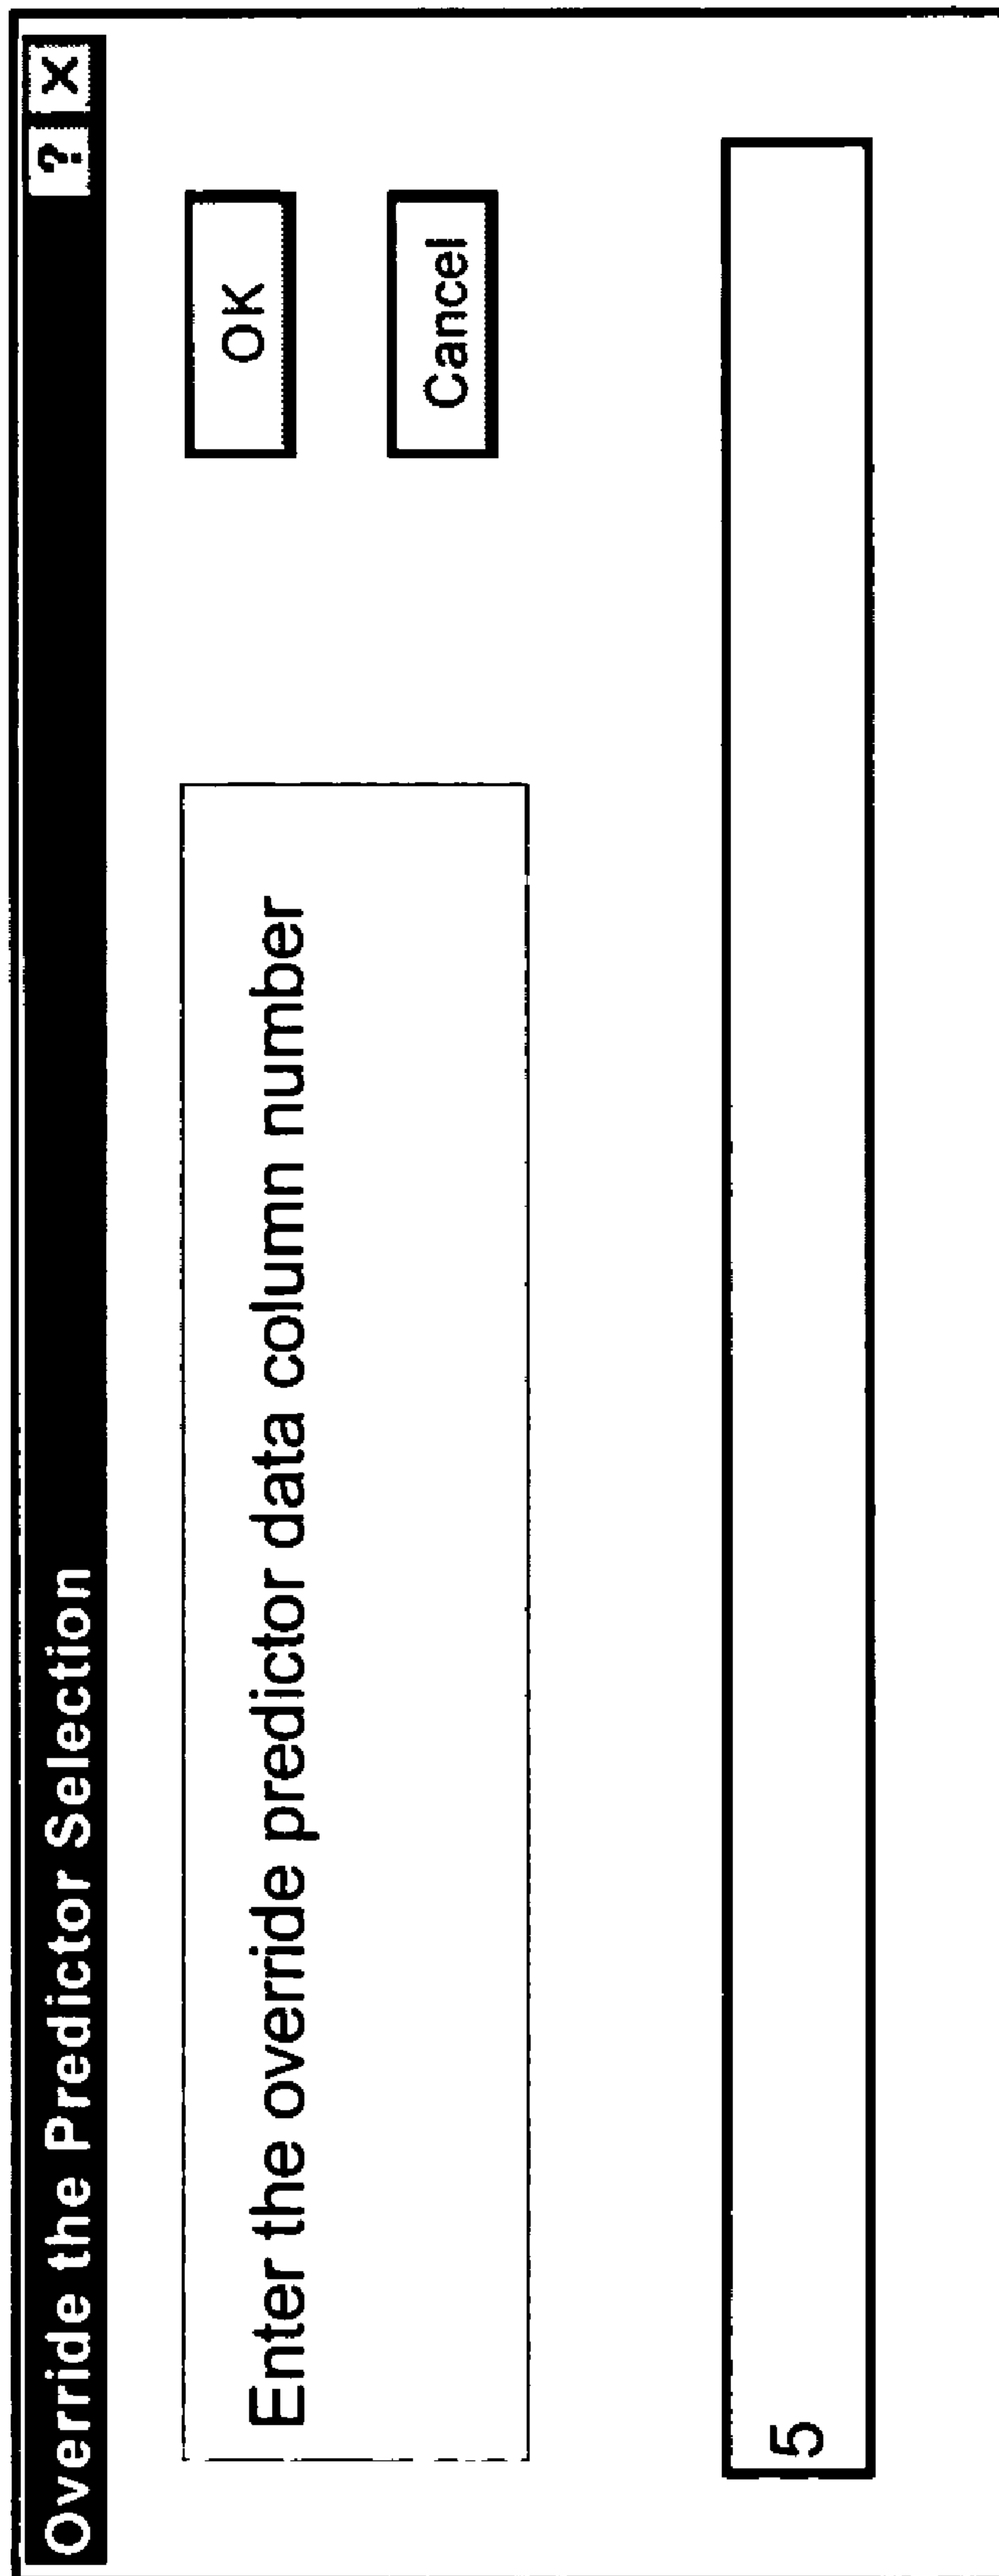 Override the Predictor Selection ? X
Enter the override predictor data column number
OK
Cancel
5